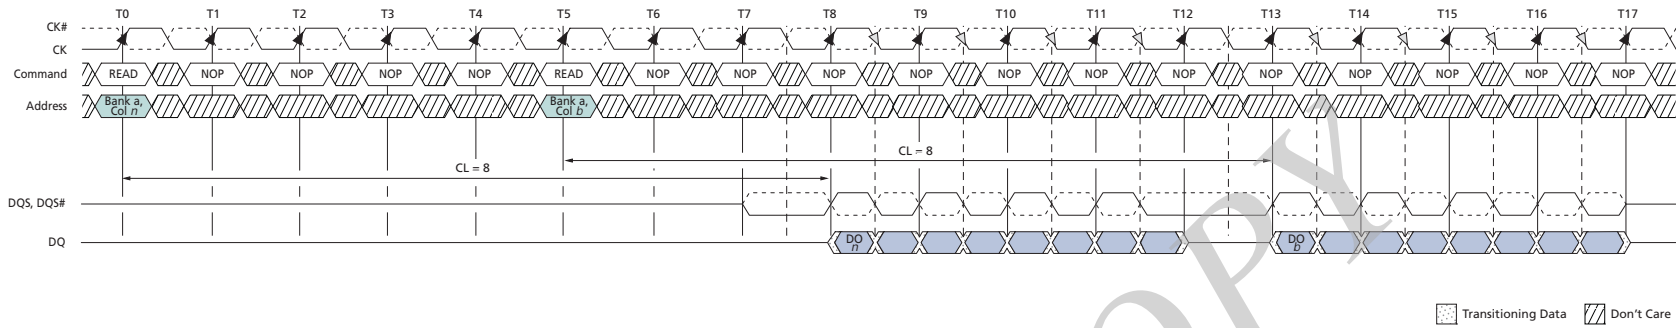 T0 T1 T2 T3 T4 T5 T6 T7 T8 T9 T10 T11 T12 T13 T14 T15 T16 T17
CK#
CK
Command READ NOP NOP NOP NOP READ NOP NOP NOP NOP NOP NOP NOP NOP NOP NOP NOP NOP
Address Bank a, Col n Bank a, Col b
CL = 8
CL = 8
DQS, DQS#
DQ DO n DO b
OPY
Transitioning Data Don't Care